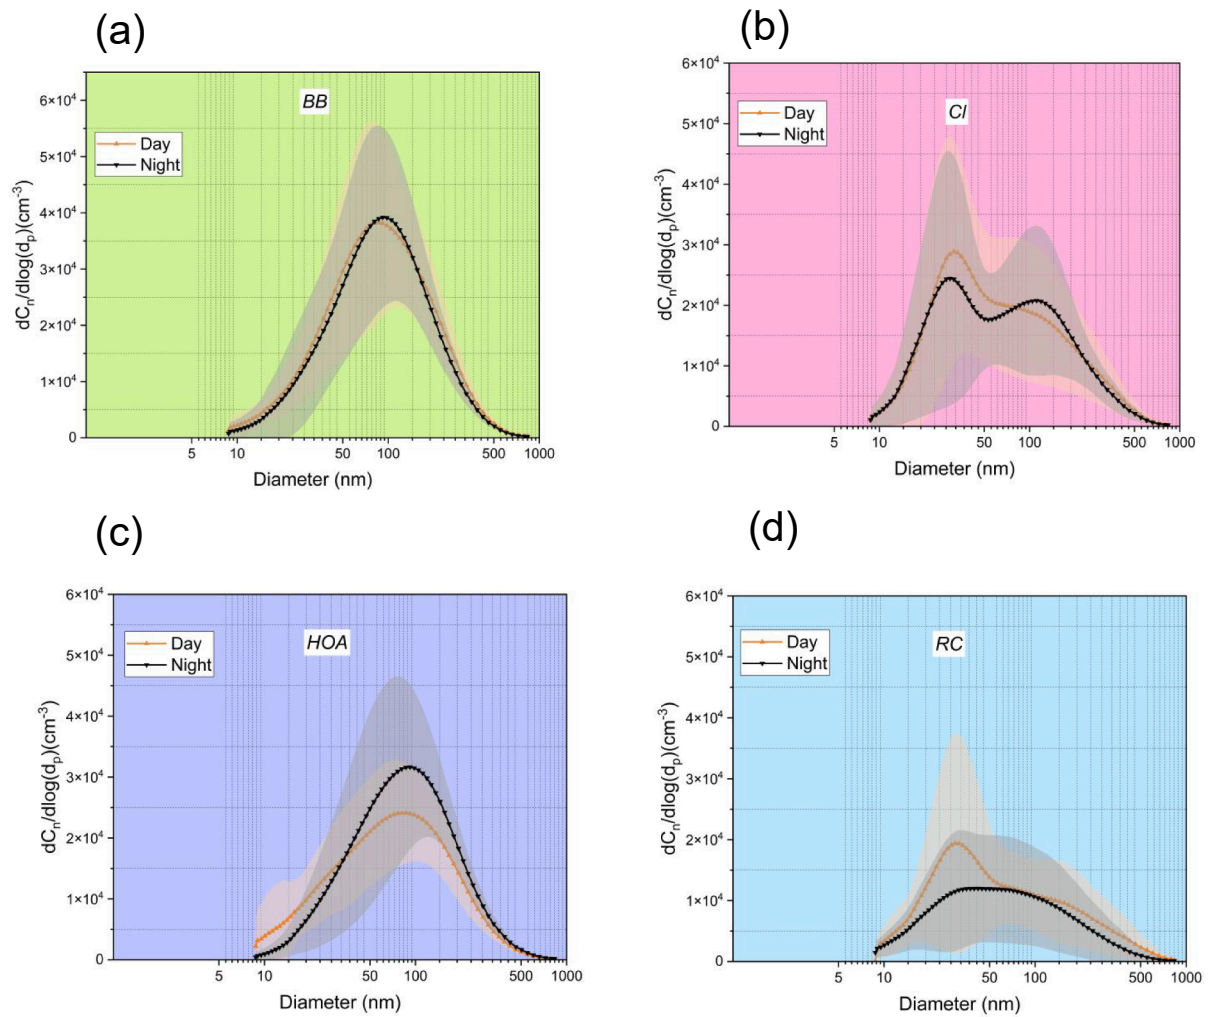 (a)
BB
Day
Night
dCₙ/dlog(dₚ)(cm⁻³)
6×10⁴
5×10⁴
4×10⁴
3×10⁴
2×10⁴
1×10⁴
0
5 10 50 100 500 1000
Diameter (nm)
(b)
Cl
Day
Night
dCₙ/dlog(dₚ)(cm⁻³)
6×10⁴
5×10⁴
4×10⁴
3×10⁴
2×10⁴
1×10⁴
0
5 10 50 100 500 1000
Diameter (nm)
(c)
HOA
Day
Night
dCₙ/dlog(dₚ)(cm⁻³)
6×10⁴
5×10⁴
4×10⁴
3×10⁴
2×10⁴
1×10⁴
0
5 10 50 100 500 1000
Diameter (nm)
(d)
RC
Day
Night
dCₙ/dlog(dₚ)(cm⁻³)
6×10⁴
5×10⁴
4×10⁴
3×10⁴
2×10⁴
1×10⁴
0
5 10 50 100 500 1000
Diameter (nm)